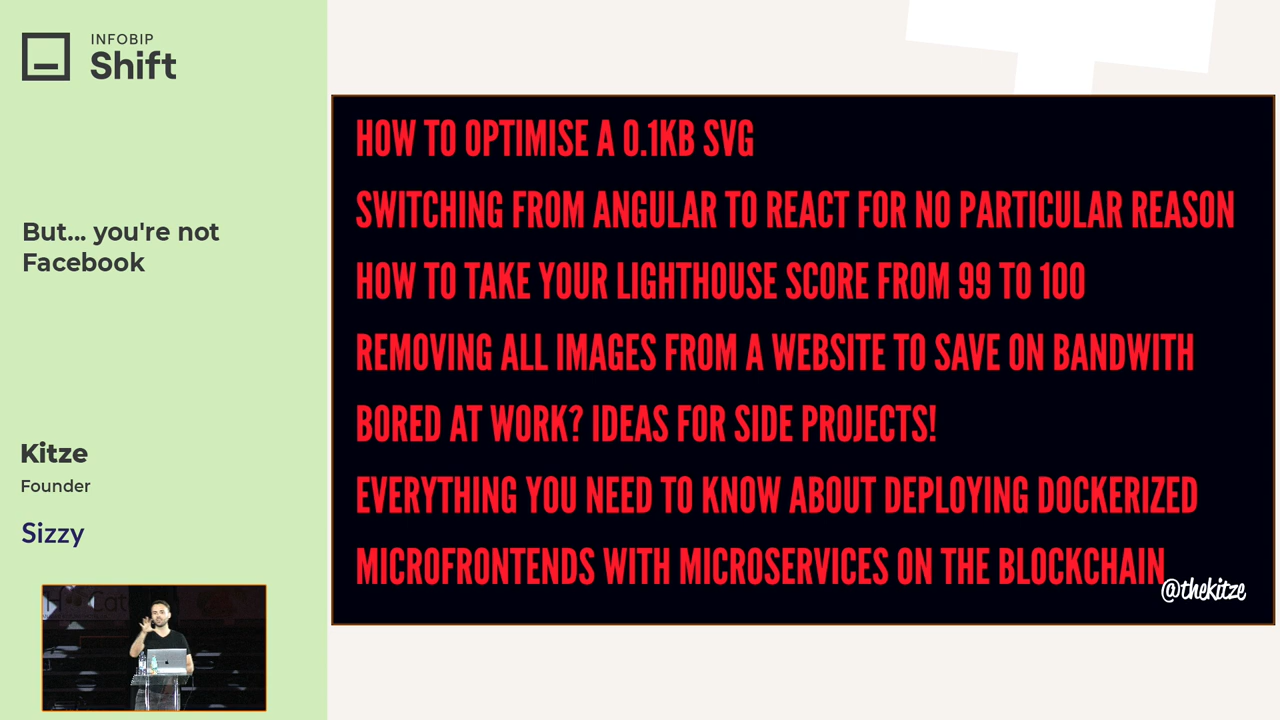 INFOBIP
Shift
But... you're not
Facebook
Kitze
Founder
Sizzy
HOW TO OPTIMISE A 0.1KB SVG
SWITCHING FROM ANGULAR TO REACT FOR NO PARTICULAR REASON
HOW TO TAKE YOUR LIGHTHOUSE SCORE FROM 99 TO 100
REMOVING ALL IMAGES FROM A WEBSITE TO SAVE ON BANDWITH
BORED AT WORK? IDEAS FOR SIDE PROJECTS!
EVERYTHING YOU NEED TO KNOW ABOUT DEPLOYING DOCKERIZED
MICROFRONTENDS WITH MICROSERVICES ON THE BLOCKCHAIN
@thekitze